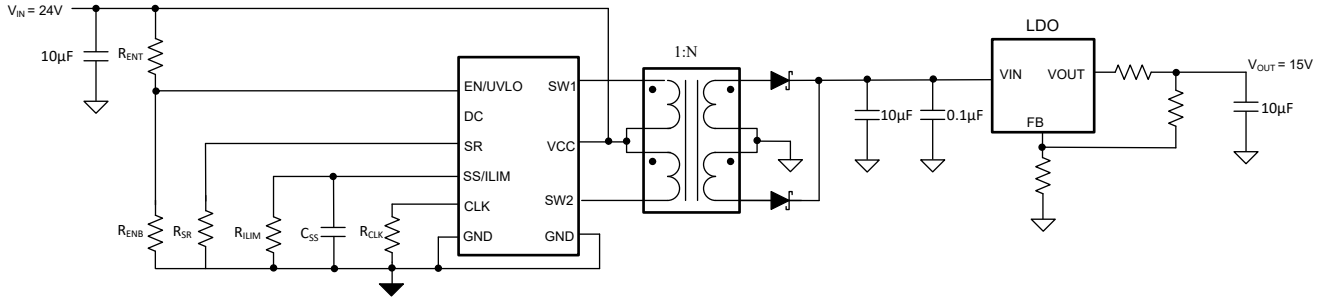 V_IN = 24V
10µF
R_ENT
EN/UVLO
DC
SR
SS/ILIM
CLK
GND
SW1
VCC
SW2
GND
R_ENB
R_SR
R_ILIM
C_SS
R_CLK
1:N
10µF
0.1µF
LDO
VIN
VOUT
FB
V_OUT = 15V
10µF